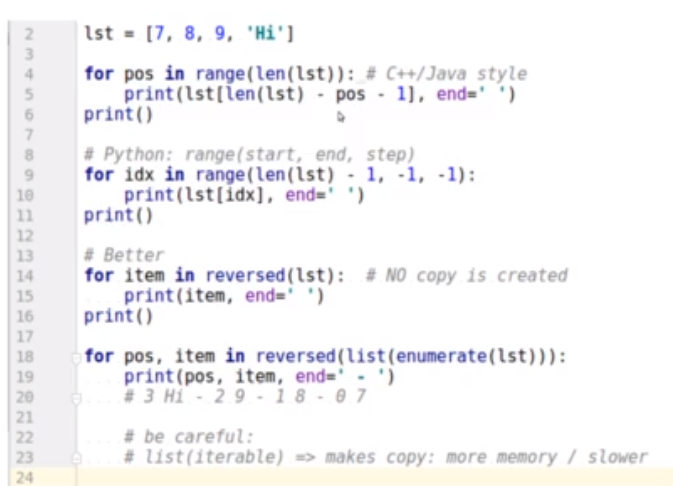 2 lst = [7, 8, 9, 'Hi']
3
4 for pos in range(len(lst)): # C++/Java style
5     print(lst[len(lst) - pos - 1], end=' ')
6 print()
7
8 # Python: range(start, end, step)
9 for idx in range(len(lst) - 1, -1, -1):
10     print(lst[idx], end=' ')
11 print()
12
13 # Better
14 for item in reversed(lst):  # NO copy is created
15     print(item, end=' ')
16 print()
17
18 for pos, item in reversed(list(enumerate(lst))):
19     print(pos, item, end=' - ')
20     # 3 Hi - 2 9 - 1 8 - 0 7
21
22     # be careful:
23     # list(iterable) => makes copy: more memory / slower
24